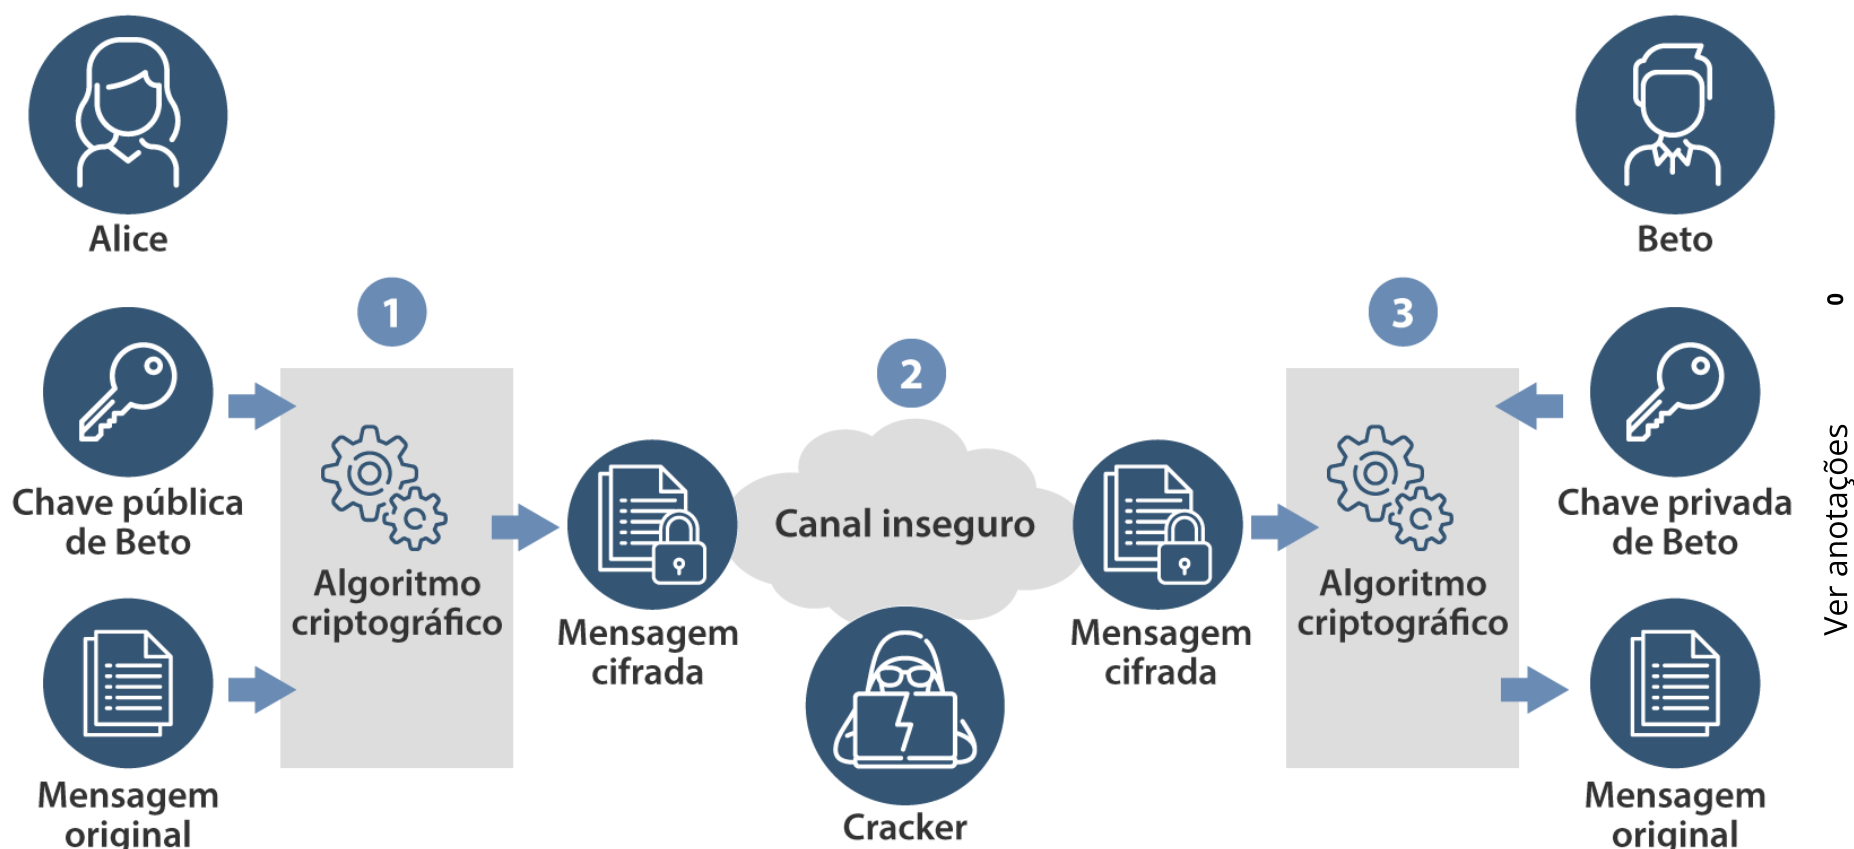 Alice
Beto
1
2
3
Chave pública
de Beto
Mensagem
original
Algoritmo
criptográfico
Mensagem
cifrada
Canal inseguro
Cracker
Mensagem
cifrada
Algoritmo
criptográfico
Chave privada
de Beto
Mensagem
original
0
Ver anotações